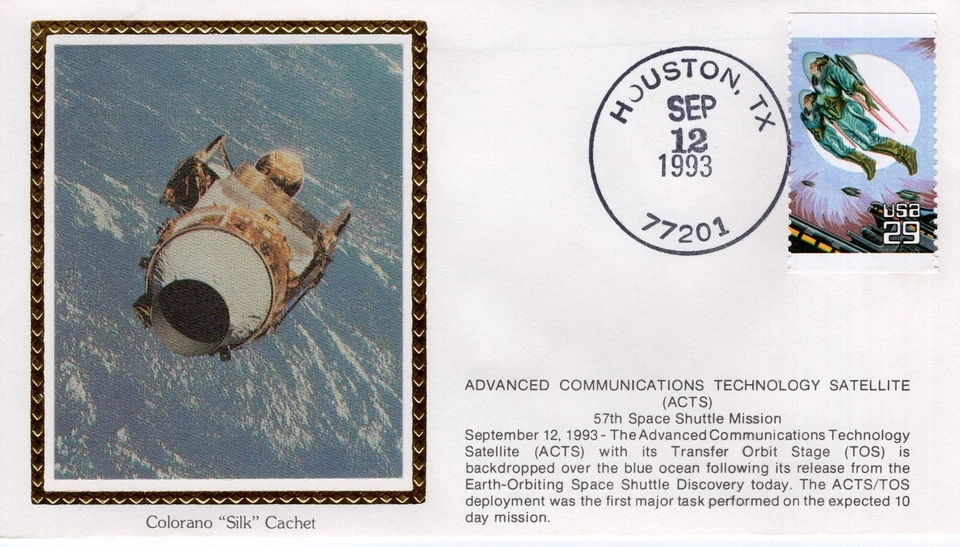 HOUSTON, TX
SEP
12
1993
77201
USA
29
ADVANCED COMMUNICATIONS TECHNOLOGY SATELLITE
(ACTS)
57th Space Shuttle Mission
September 12, 1993 - The Advanced Communications Technology
Satellite (ACTS) with its Transfer Orbit Stage (TOS) is
backdropped over the blue ocean following its release from the
Earth-Orbiting Space Shuttle Discovery today. The ACTS/TOS
deployment was the first major task performed on the expected 10
day mission.
Colorano "Silk" Cachet